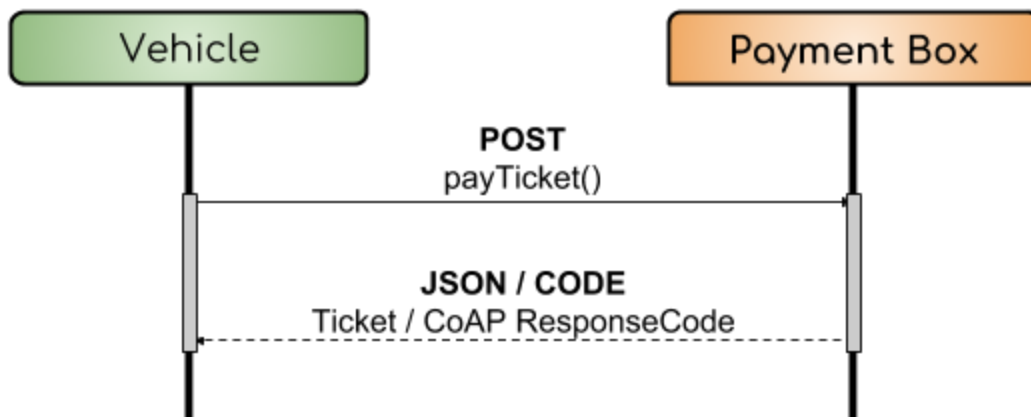 Vehicle
Payment Box
POST
payTicket()
JSON / CODE
Ticket / CoAP ResponseCode